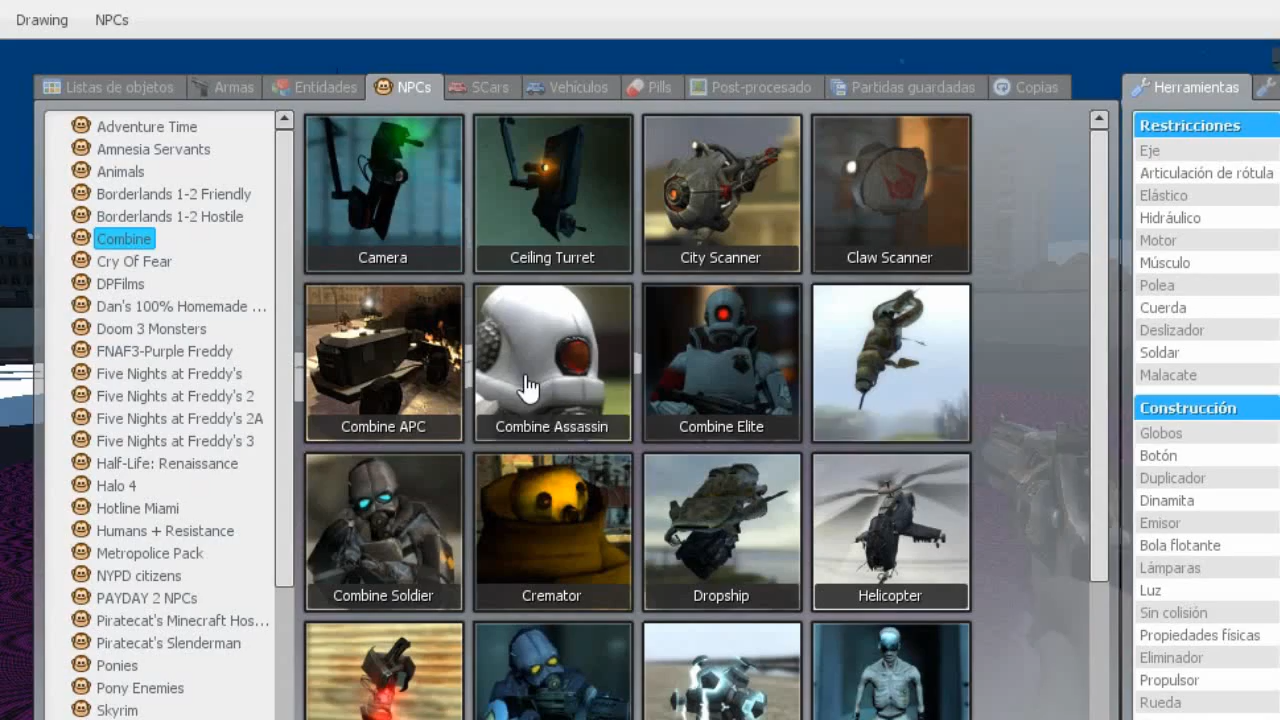 Drawing NPCs
Listas de objetos Armas Entidades NPCs SCars Vehículos Pills Post-procesado Partidas guardadas Copias Herramientas
Adventure Time
Amnesia Servants
Animals
Borderlands 1-2 Friendly
Borderlands 1-2 Hostile
Combine
Cry Of Fear
DPFilms
Dan's 100% Homemade ...
Doom 3 Monsters
FNAF3-Purple Freddy
Five Nights at Freddy's
Five Nights at Freddy's 2
Five Nights at Freddy's 2A
Five Nights at Freddy's 3
Half-Life: Renaissance
Halo 4
Hotline Miami
Humans + Resistance
Metropolice Pack
NYPD citizens
PAYDAY 2 NPCs
Piratecat's Minecraft Hos...
Piratecat's Slenderman
Ponies
Pony Enemies
Skyrim
Camera Ceiling Turret City Scanner Claw Scanner
Combine APC Combine Assassin Combine Elite
Combine Soldier Cremator Dropship Helicopter
Restricciones
Eje
Articulación de rótula
Elástico
Hidráulico
Motor
Músculo
Polea
Cuerda
Deslizador
Soldar
Malacate
Construcción
Globos
Botón
Duplicador
Dinamita
Emisor
Bola flotante
Lámparas
Luz
Sin colisión
Propiedades físicas
Eliminador
Propulsor
Rueda